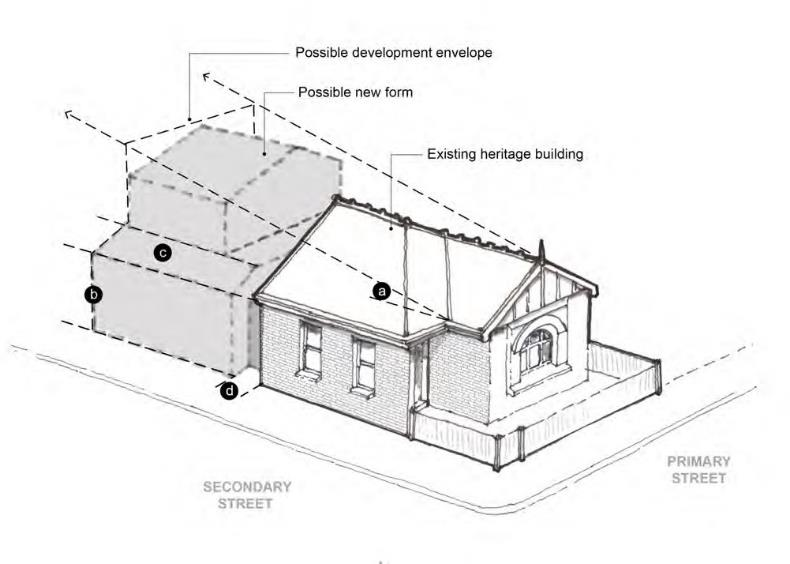 Possible development envelope
Possible new form
Existing heritage building
c
a
b
d
PRIMARY
STREET
SECONDARY
STREET